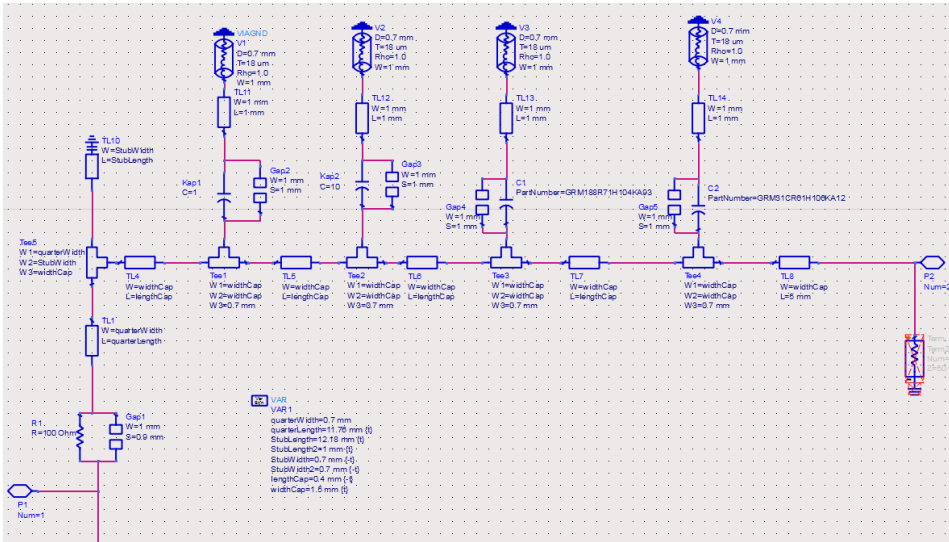 VIAGND
V1
D=0.7 mm
T=18 um
Rho=1.0
W=1 mm
V2
D=0.7 mm
T=18 um
Rho=1.0
W=1 mm
V3
D=0.7 mm
T=18 um
Rho=1.0
W=1 mm
V4
D=0.7 mm
T=18 um
Rho=1.0
W=1 mm
TL11
W=1 mm
L=1 mm
TL12
W=1 mm
L=1 mm
TL13
W=1 mm
L=1 mm
TL14
W=1 mm
L=1 mm
TL10
W=StubWidth
L=StubLength
Kap1
C=1
Gap2
W=1 mm
S=1 mm
Kap2
C=10
Gap3
W=1 mm
S=1 mm
C1
PartNumber=GRM188R71H104KA93
Gap4
W=1 mm
S=1 mm
C2
PartNumber=GRM31CR61H106KA12
Gap5
W=1 mm
S=1 mm
Tee5
W1=quarterWidth
W2=StubWidth
W3=widthCap
TL4
W=widthCap
L=lengthCap
Tee1
W1=widthCap
W2=widthCap
W3=0.7 mm
TL5
W=widthCap
L=lengthCap
Tee2
W1=widthCap
W2=widthCap
W3=0.7 mm
TL6
W=widthCap
L=lengthCap
Tee3
W1=widthCap
W2=widthCap
W3=0.7 mm
TL7
W=widthCap
L=lengthCap
Tee4
W1=widthCap
W2=widthCap
W3=0.7 mm
TL8
W=widthCap
L=5 mm
P2
Num=2
Term
TL1
W=quarterWidth
L=quarterLength
R1
R=100 Ohm
Gap1
W=1 mm
S=0.9 mm
VAR
VAR1
quarterWidth=0.7 mm
quarterLength=11.76 mm {t}
StubLength=12.18 mm {t}
StubLength2=1 mm {t}
StubWidth=0.7 mm {-t}
StubWidth2=0.7 mm {-t}
lengthCap=0.4 mm {-t}
widthCap=1.5 mm {t}
P1
Num=1